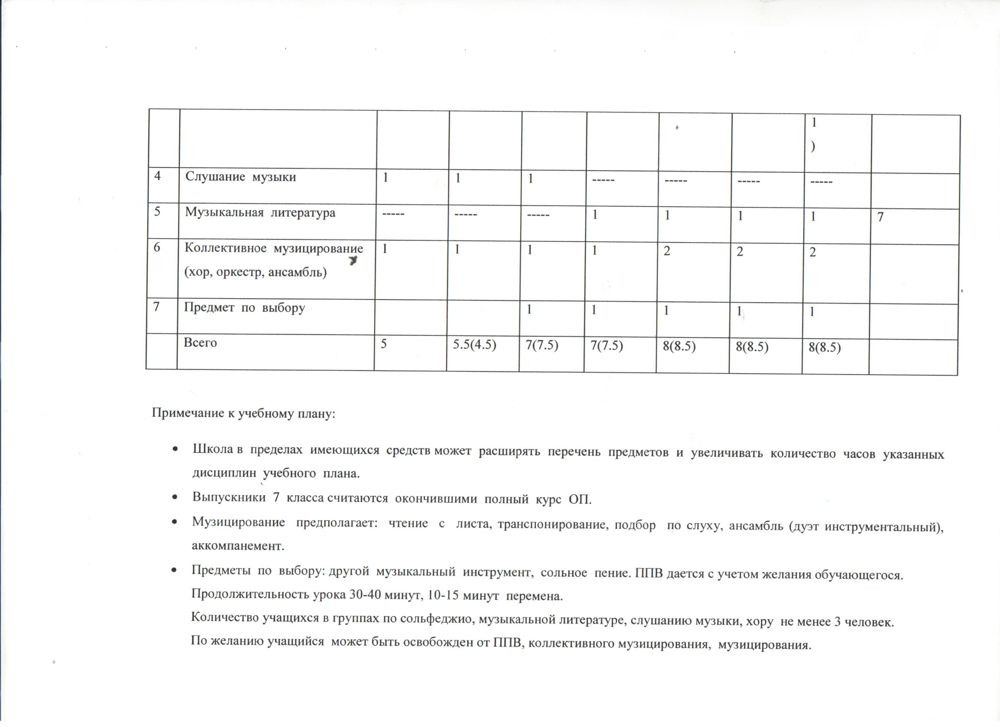 1
)
4 Слушание музыки 1 1 1 ----- ----- ----- -----
5 Музыкальная литература ----- ----- ----- 1 1 1 1 7
6 Коллективное музицирование 1 1 1 1 2 2 2
(хор, оркестр, ансамбль)
7 Предмет по выбору 1 1 1 1 1
Всего 5 5.5(4.5) 7(7.5) 7(7.5) 8(8.5) 8(8.5) 8(8.5)
Примечание к учебному плану:
• Школа в пределах имеющихся средств может расширять перечень предметов и увеличивать количество часов указанных
дисциплин учебного плана.
• Выпускники 7 класса считаются окончившими полный курс ОП.
• Музицирование предполагает: чтение с листа, транспонирование, подбор по слуху, ансамбль (дуэт инструментальный),
аккомпанемент.
• Предметы по выбору: другой музыкальный инструмент, сольное пение. ППВ дается с учетом желания обучающегося.
Продолжительность урока 30-40 минут, 10-15 минут перемена.
Количество учащихся в группах по сольфеджио, музыкальной литературе, слушанию музыки, хору не менее 3 человек.
По желанию учащийся может быть освобожден от ППВ, коллективного музицирования, музицирования.